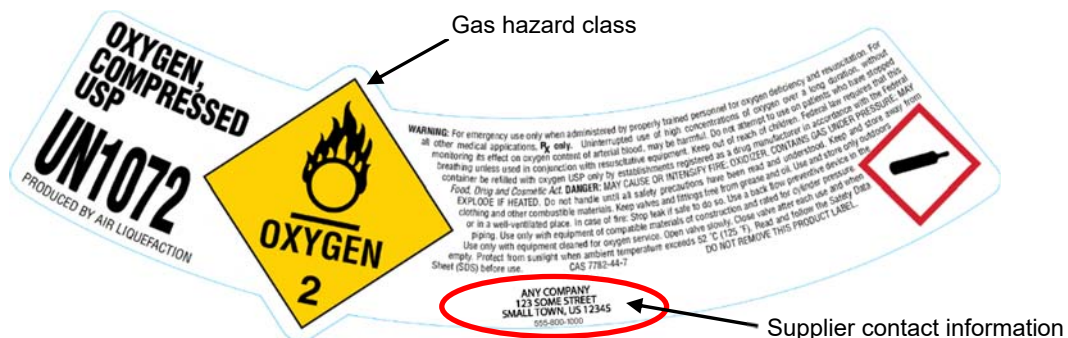 Gas hazard class
OXYGEN,
COMPRESSED
USP
UN1072
PRODUCED BY AIR LIQUEFACTION
OXYGEN
2
WARNING: For emergency use only when administered by properly trained personnel for oxygen deficiency and resuscitation. For
all other medical applications, Rx only. Uninterrupted use of high concentrations of oxygen over a long duration, without
monitoring its effect on oxygen content of arterial blood, may be harmful. Do not attempt to use on patients who have stopped
breathing unless used in conjunction with resuscitative equipment. Keep out of reach of children. Federal law requires that this
container be refilled with oxygen USP only by establishments registered as a drug manufacturer in accordance with the Federal
Food, Drug and Cosmetic Act. DANGER: MAY CAUSE OR INTENSIFY FIRE; OXIDIZER. CONTAINS GAS UNDER PRESSURE; MAY
EXPLODE IF HEATED. Do not handle until all safety precautions have been read and understood. Keep and store away from
clothing and other combustible materials. Keep valves and fittings free from grease and oil. Use and store only outdoors
or in a well-ventilated place. In case of fire: Stop leak if safe to do so. Use a back flow preventive device in the
piping. Use only with equipment of compatible materials of construction and rated for cylinder pressure.
Use only with equipment cleaned for oxygen service. Open valve slowly. Close valve after each use and when
empty. Protect from sunlight when ambient temperature exceeds 52 °C (125 °F). Read and follow the Safety Data
Sheet (SDS) before use. CAS 7782-44-7 DO NOT REMOVE THIS PRODUCT LABEL.
ANY COMPANY
123 SOME STREET
SMALL TOWN, US 12345
555-800-1000
Supplier contact information